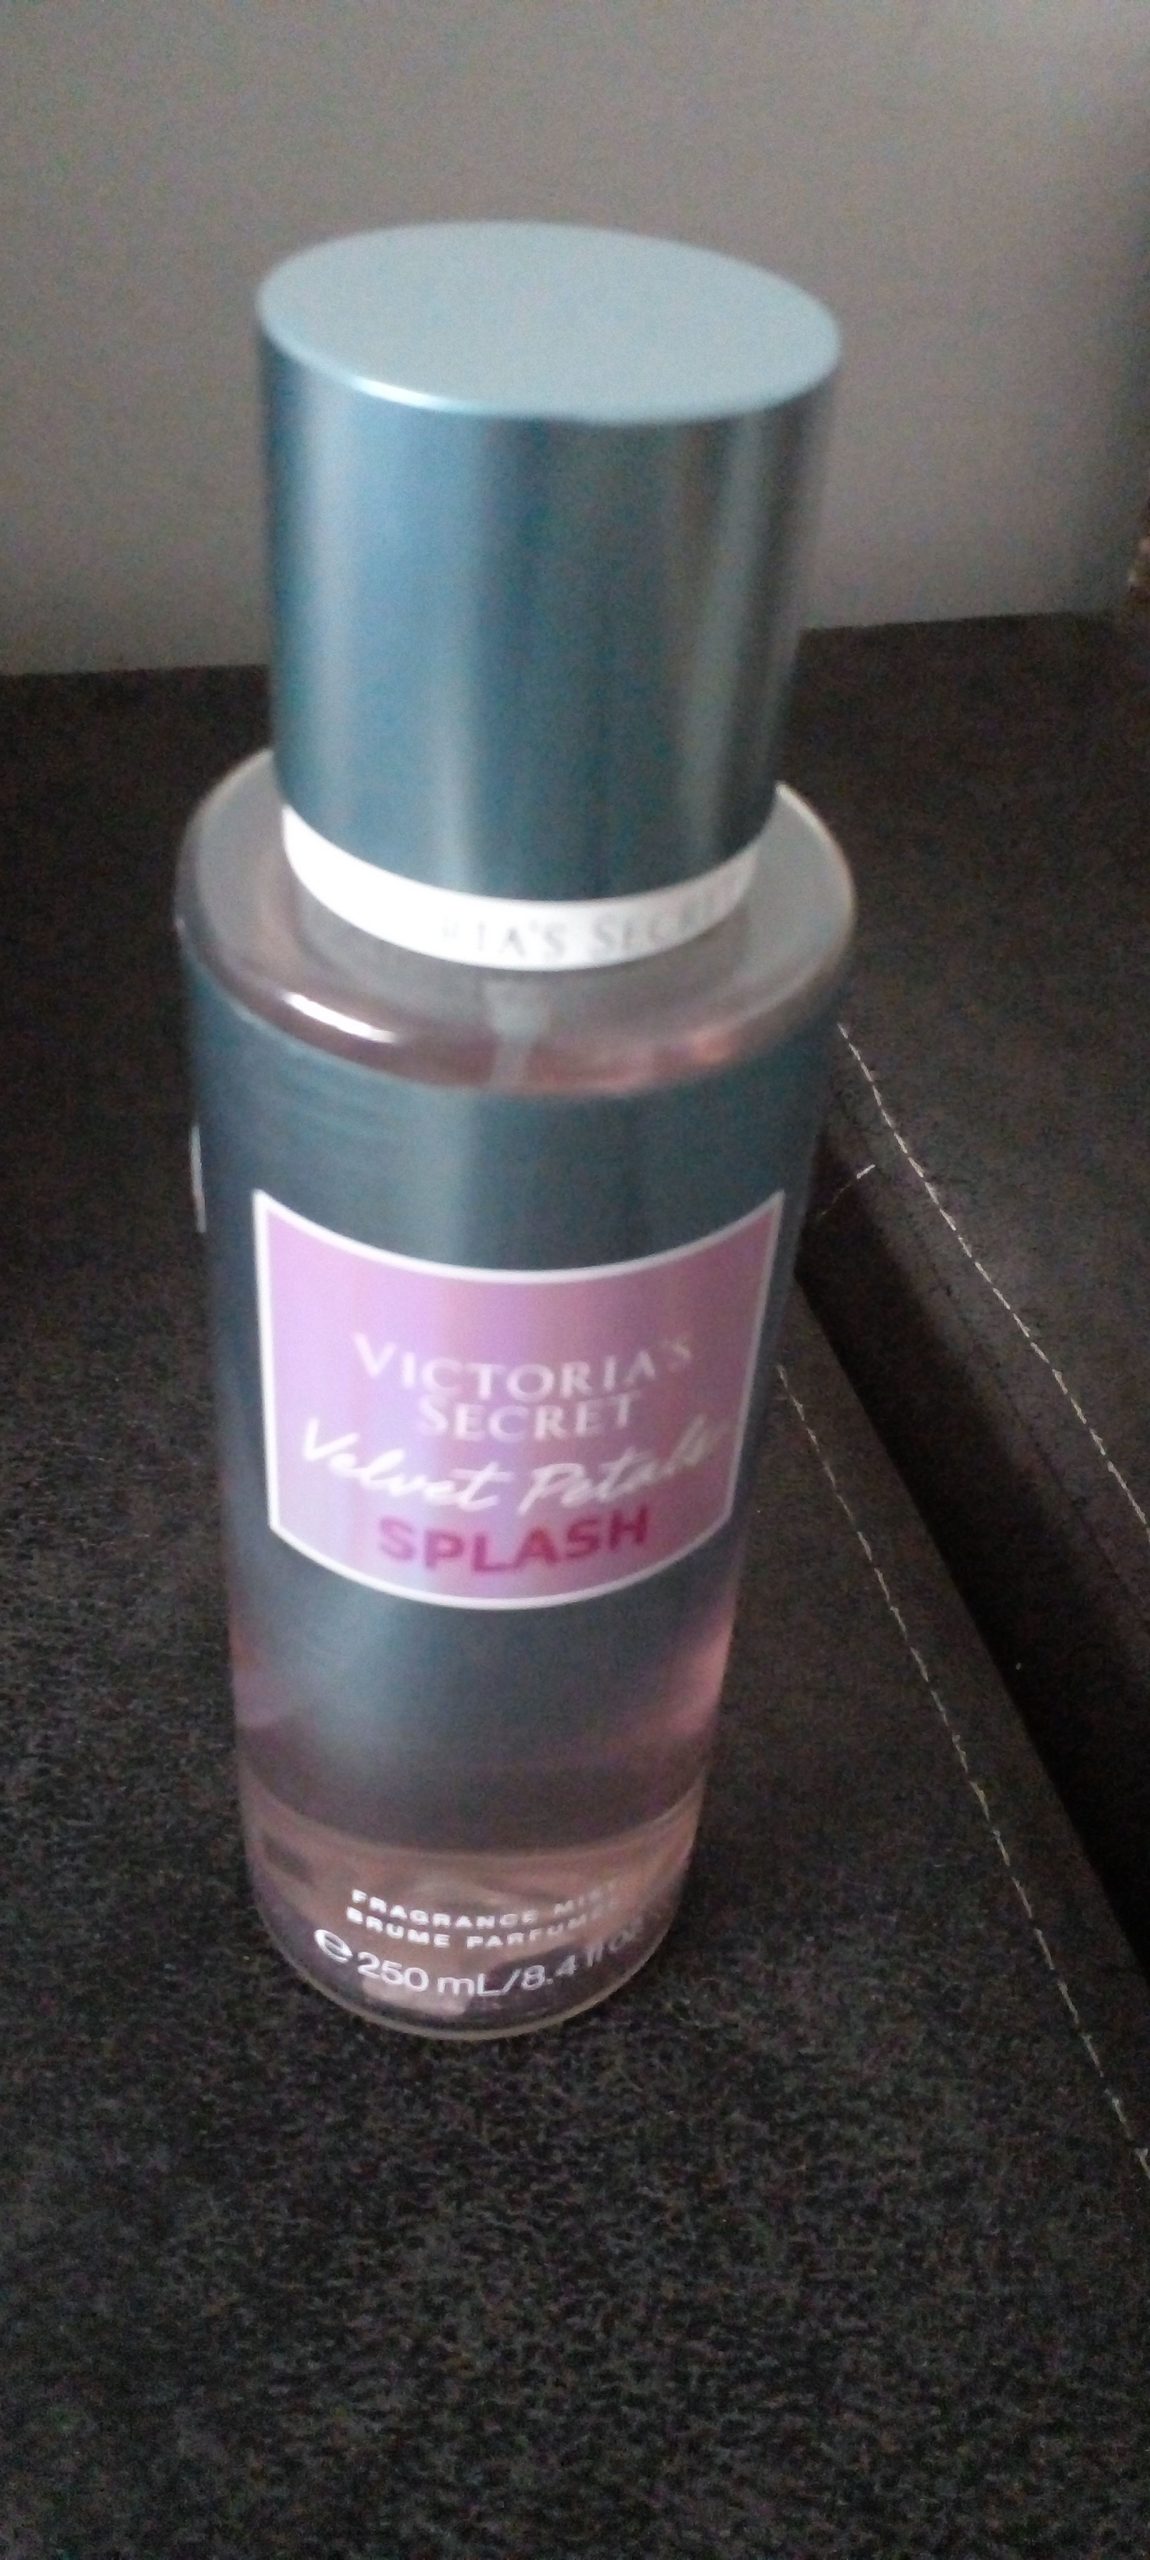 VICTORIA'S
SECRET
Velvet Petals
SPLASH
FRAGRANCE MIST
BRUME PARFUMÉE
e 250 mL/8.4 fl oz